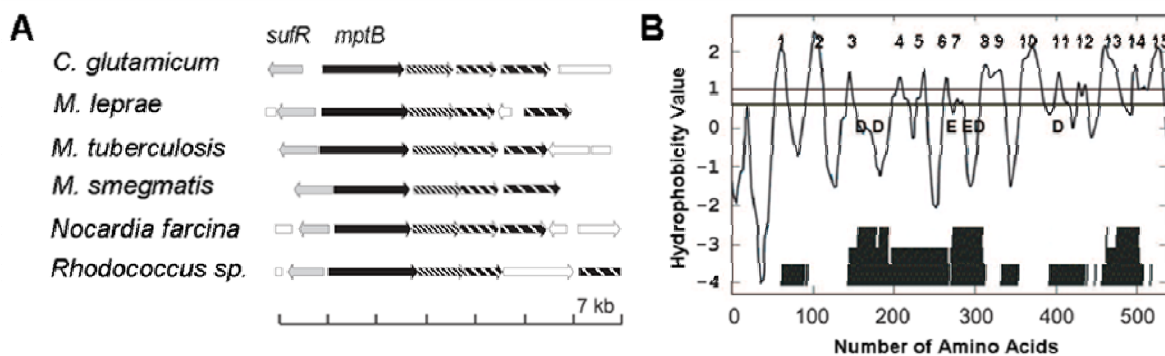 A
sufR mptB
C. glutamicum
M. leprae
M. tuberculosis
M. smegmatis
Nocardia farcina
Rhodococcus sp.
7 kb
B
Hydrophobicity Value
2
1
0
−1
−2
−3
−4
1 2 3 4 5 6 7 8 9 10 11 12 13 14 15
D D E E D D
0 100 200 300 400 500
Number of Amino Acids